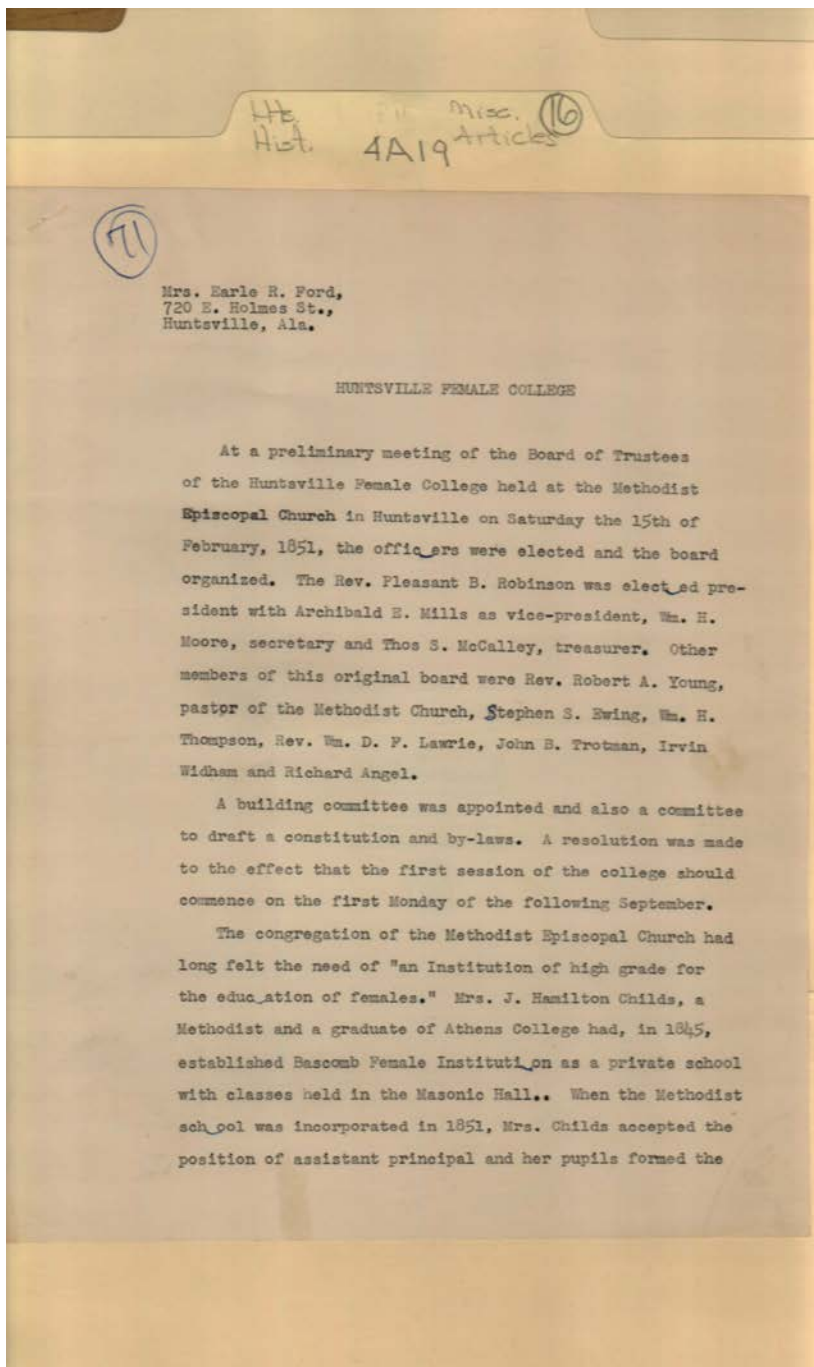 Ht. Misc. 16
Hist. 4A19 Articles
71
Mrs. Earle R. Ford,
720 E. Holmes St.,
Huntsville, Ala.
HUNTSVILLE FEMALE COLLEGE
At a preliminary meeting of the Board of Trustees
of the Huntsville Female College held at the Methodist
Episcopal Church in Huntsville on Saturday the 15th of
February, 1851, the officers were elected and the board
organized. The Rev. Pleasant B. Robinson was elected pre-
sident with Archibald E. Mills as vice-president, Wm. H.
Moore, secretary and Thos S. McCalley, treasurer. Other
members of this original board were Rev. Robert A. Young,
pastor of the Methodist Church, Stephen S. Ewing, Wm. H.
Thompson, Rev. Wm. D. F. Lawrie, John B. Trotman, Irvin
Widham and Richard Angel.
A building committee was appointed and also a committee
to draft a constitution and by-laws. A resolution was made
to the effect that the first session of the college should
commence on the first Monday of the following September.
The congregation of the Methodist Episcopal Church had
long felt the need of "an Institution of high grade for
the education of females." Mrs. J. Hamilton Childs, a
Methodist and a graduate of Athens College had, in 1845,
established Bascomb Female Institution as a private school
with classes held in the Masonic Hall.. When the Methodist
school was incorporated in 1851, Mrs. Childs accepted the
position of assistant principal and her pupils formed the